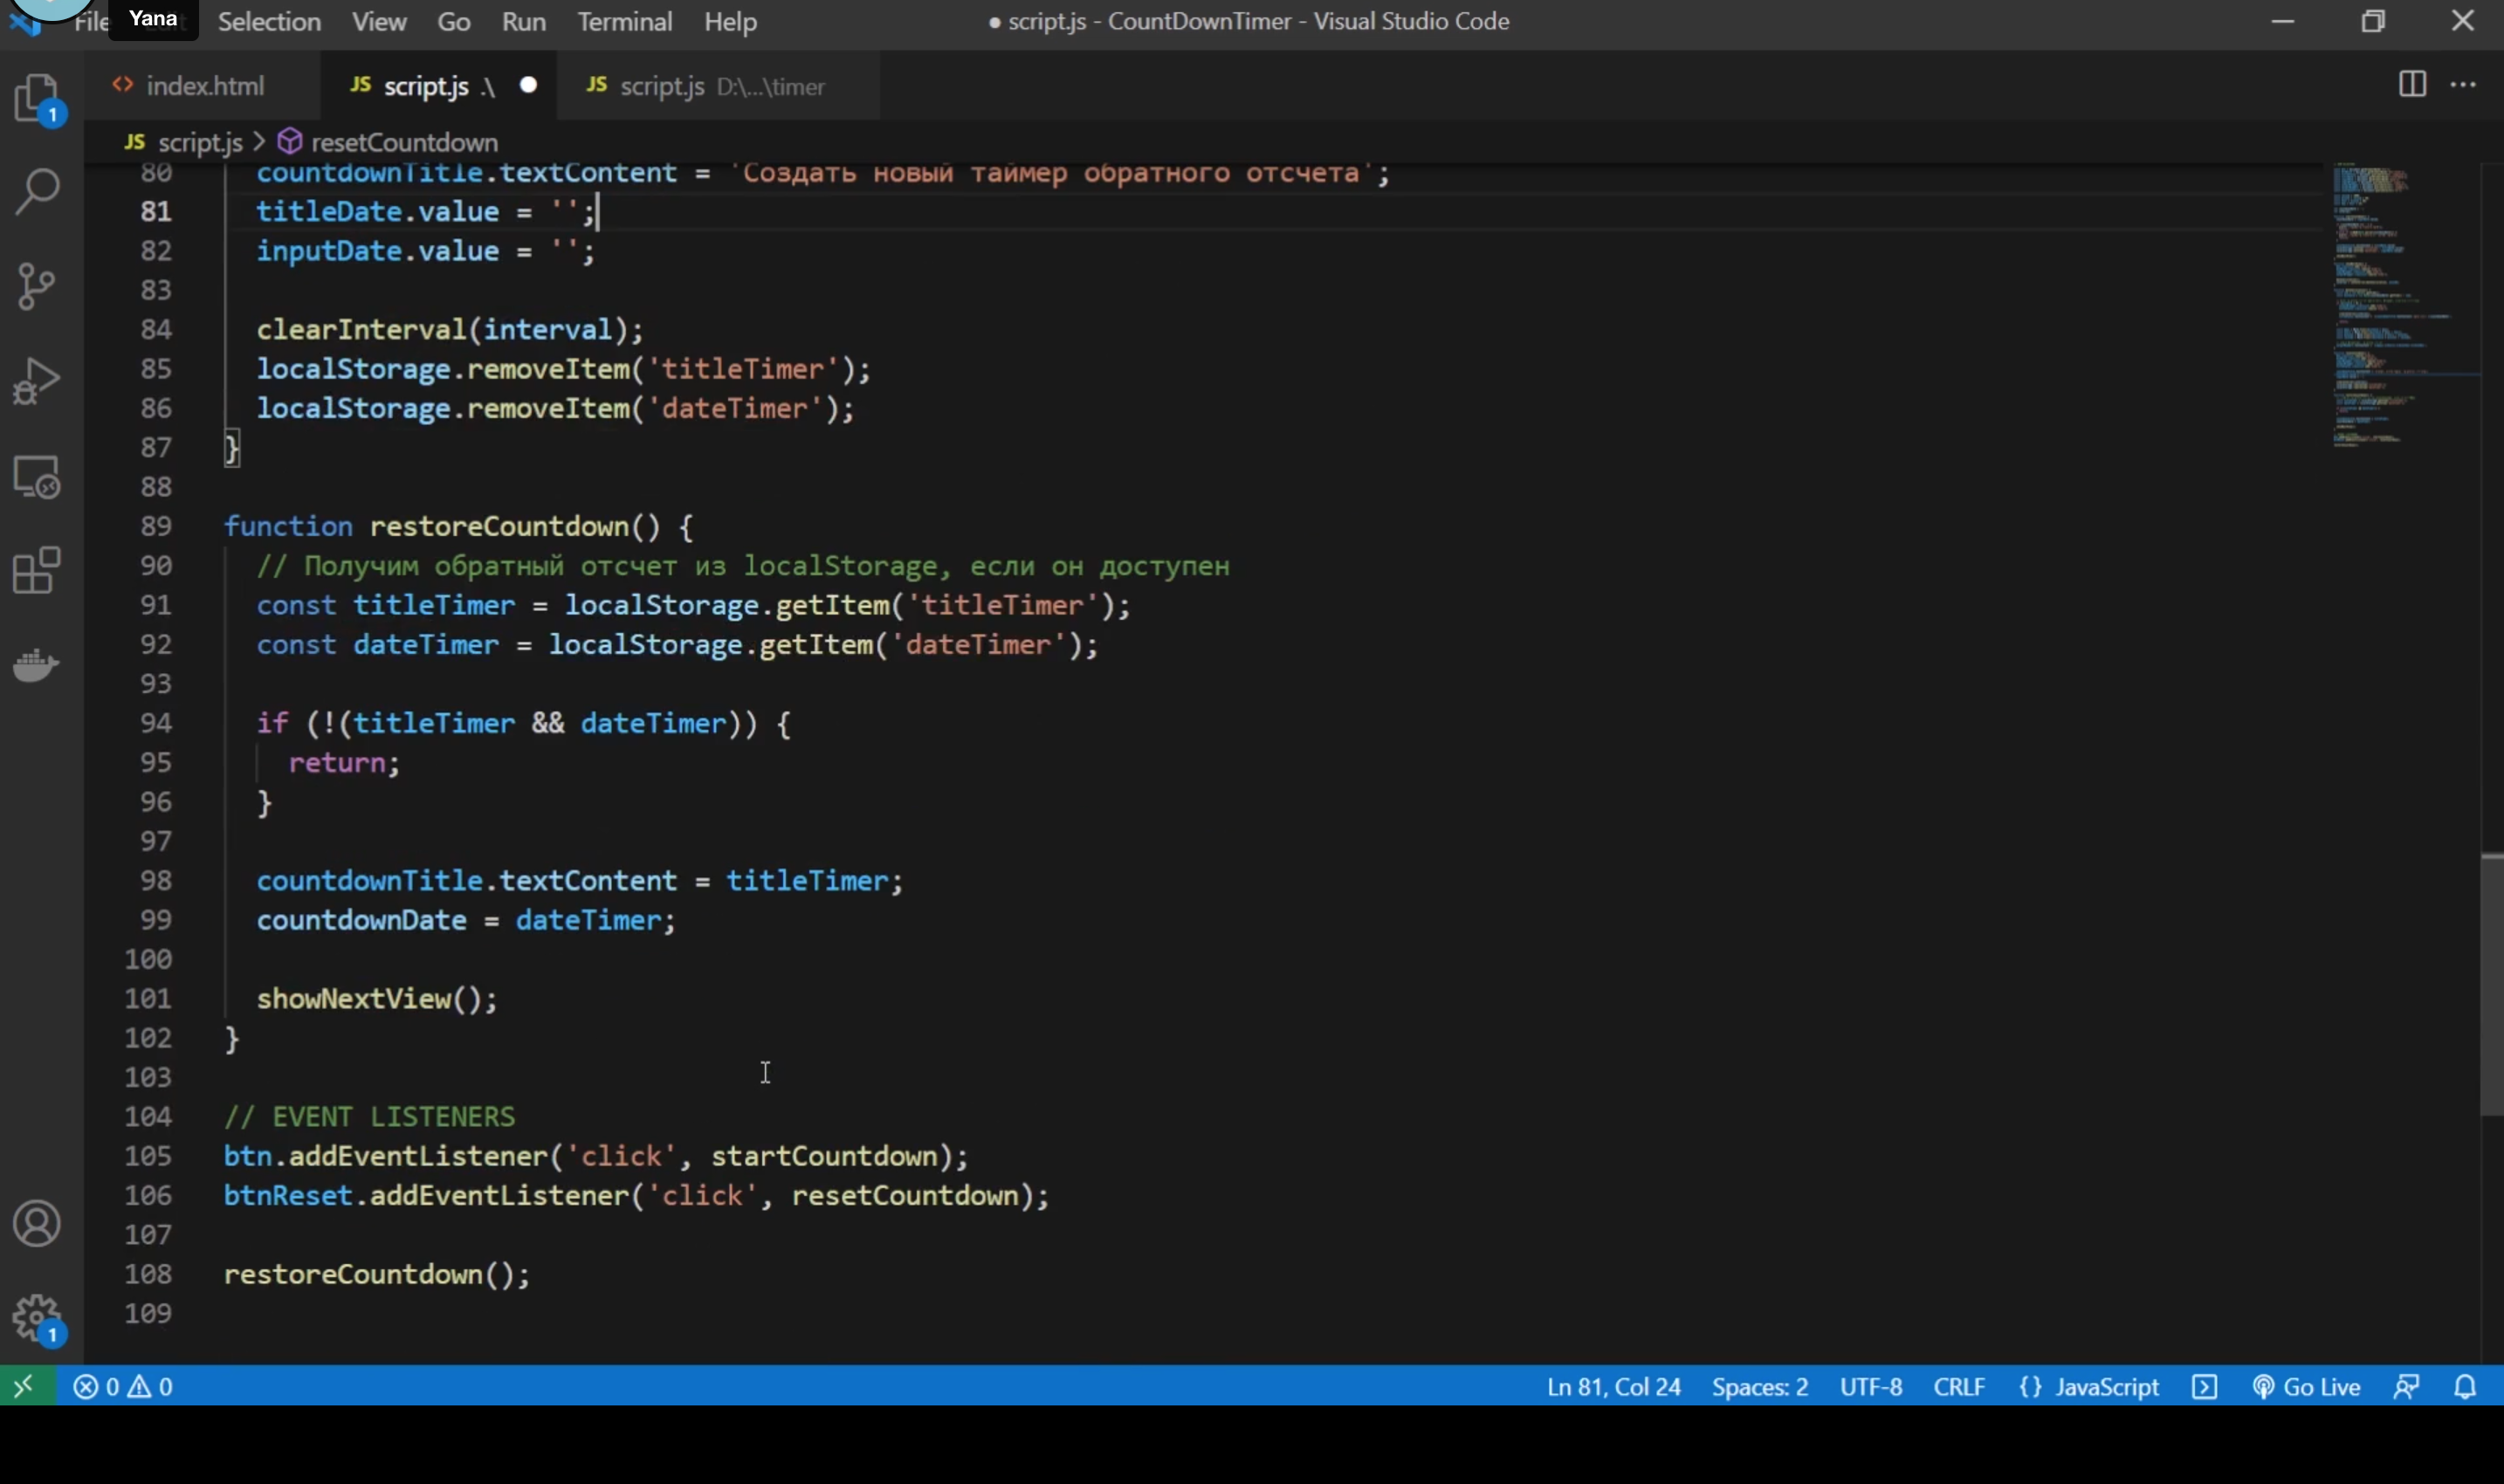 Yana
File Edit Selection View Go Run Terminal Help
● script.js - CountDownTimer - Visual Studio Code
index.html
JS script.js .\
JS script.js D:\...\timer
JS script.js > resetCountdown
80 countdownTitle.textContent = 'Создать новый таймер обратного отсчета';
81 titleDate.value = '';
82 inputDate.value = '';
83
84 clearInterval(interval);
85 localStorage.removeItem('titleTimer');
86 localStorage.removeItem('dateTimer');
87 }
88
89 function restoreCountdown() {
90 // Получим обратный отсчет из localStorage, если он доступен
91 const titleTimer = localStorage.getItem('titleTimer');
92 const dateTimer = localStorage.getItem('dateTimer');
93
94 if (!(titleTimer && dateTimer)) {
95 return;
96 }
97
98 countdownTitle.textContent = titleTimer;
99 countdownDate = dateTimer;
100
101 showNextView();
102 }
103
104 // EVENT LISTENERS
105 btn.addEventListener('click', startCountdown);
106 btnReset.addEventListener('click', resetCountdown);
107
108 restoreCountdown();
109
1
1
0 0
Ln 81, Col 24 Spaces: 2 UTF-8 CRLF {} JavaScript Go Live